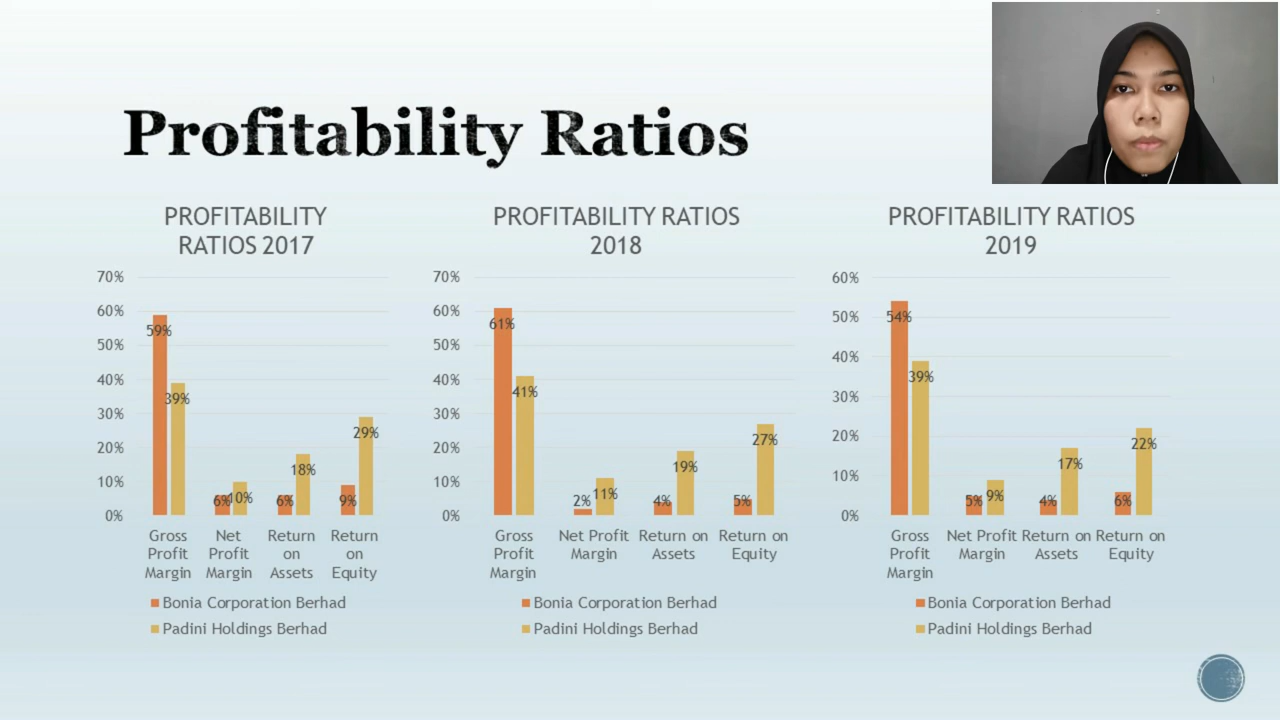 Profitability Ratios
PROFITABILITY
RATIOS 2017
70%
60%
50%
40%
30%
20%
10%
0%
59%
39%
6%
10%
6%
18%
9%
29%
Gross
Profit
Margin
Net
Profit
Margin
Return
on
Assets
Return
on
Equity
Bonia Corporation Berhad
Padini Holdings Berhad
PROFITABILITY RATIOS
2018
70%
60%
50%
40%
30%
20%
10%
0%
61%
41%
2%
11%
4%
19%
5%
27%
Gross
Profit
Margin
Net Profit
Margin
Return on
Assets
Return on
Equity
Bonia Corporation Berhad
Padini Holdings Berhad
PROFITABILITY RATIOS
2019
60%
50%
40%
30%
20%
10%
0%
54%
39%
5%
9%
4%
17%
6%
22%
Gross
Profit
Margin
Net Profit
Margin
Return on
Assets
Return on
Equity
Bonia Corporation Berhad
Padini Holdings Berhad